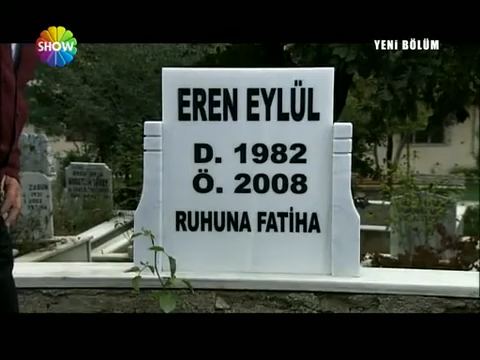 SHOW
YENİ BÖLÜM
EREN EYLÜL
D. 1982
Ö. 2008
RUHUNA FATİHA